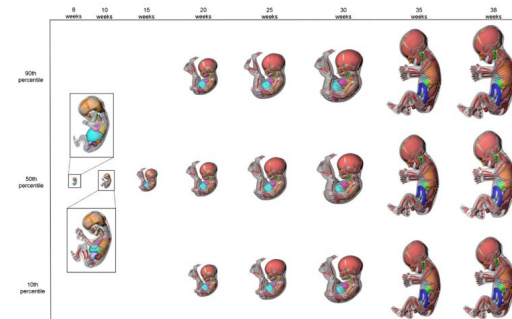 8 weeks
10 weeks
15 weeks
20 weeks
25 weeks
30 weeks
35 weeks
38 weeks
90th percentile
50th percentile
10th percentile